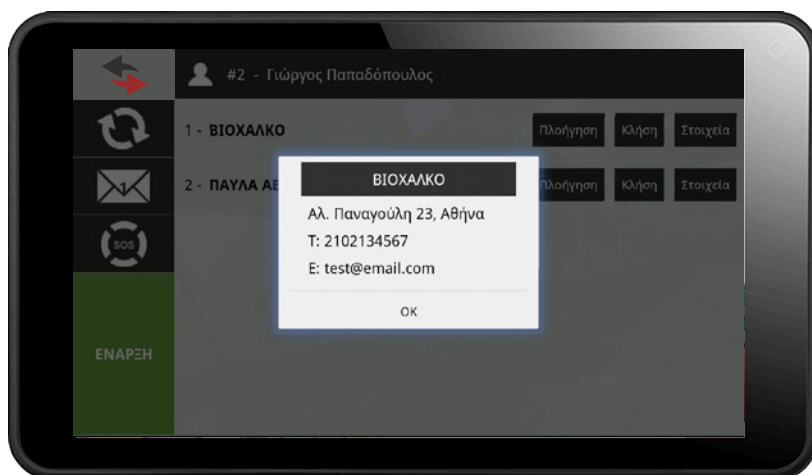 #2 - Γιώργος Παπαδόπουλος
1 - ΒΙΟΧΑΛΚΟ
Πλοήγηση Κλήση Στοιχεία
2 - ΠΑΥΛΑ ΑΕ
Πλοήγηση Κλήση Στοιχεία
1
SOS
ΕΝΑΡΞΗ
ΒΙΟΧΑΛΚΟ
Αλ. Παναγούλη 23, Αθήνα
Τ: 2102134567
E: test@email.com
OK